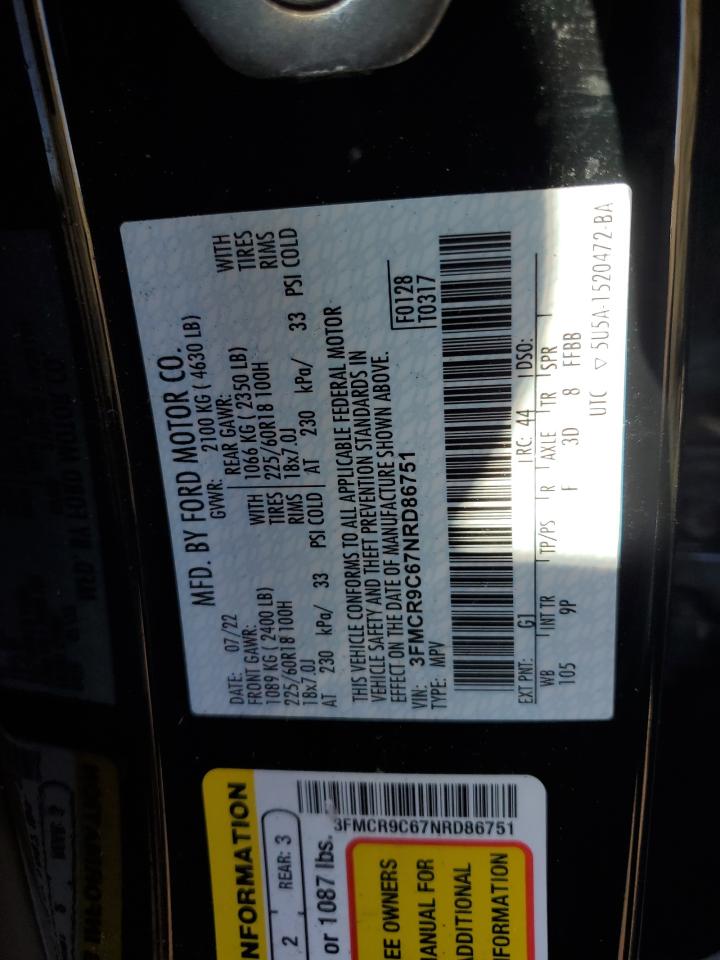 MFD. BY FORD MOTOR CO.
DATE: 07/22 GVWR: 2100 KG ( 4630 LB)
FRONT GAWR: REAR GAWR: WITH
1089 KG ( 2400 LB) WITH 1066 KG ( 2350 LB) TIRES
225/60R18 100H TIRES 225/60R18 100H RIMS
18x7.0J RIMS 18x7.0J
AT 230 kPa/ 33 PSI COLD AT 230 kPa/ 33 PSI COLD
THIS VEHICLE CONFORMS TO ALL APPLICABLE FEDERAL MOTOR
VEHICLE SAFETY AND THEFT PREVENTION STANDARDS IN
EFFECT ON THE DATE OF MANUFACTURE SHOWN ABOVE.
VIN: 3FMCR9C67NRD86751
TYPE: MPV
F0128
T0317
EXT PNT: G1 RC: 44 DSO:
WB INT TR TP/PS R AXLE TR SPR
105 9P F 3D 8 FFBB
UTC ▽ 5U5A-1520472-BA
NFORMATION
2 REAR: 3
or 1087 lbs.
3FMCR9C67NRD86751
EE OWNERS
ANUAL FOR
ADDITIONAL
FORMATION